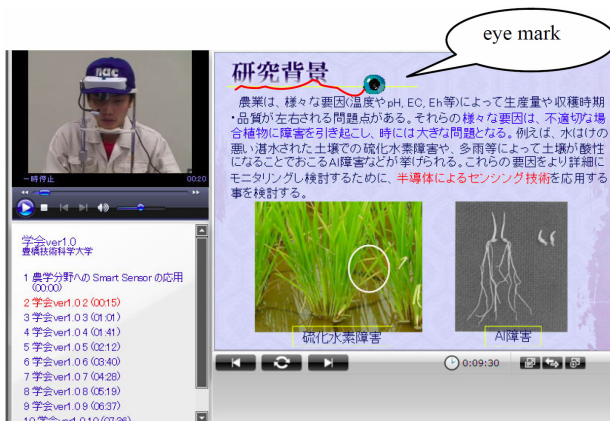 eye mark
nac
研究背景
農業は、様々な要因(温度やpH, EC, Eh等)によって生産量や収穫時期
・品質が左右される問題点がある。それらの様々な要因は、不適切な場
合植物に障害を引き起こし、時には大きな問題となる。例えば、水はけの
悪い湛水された土壌での硫化水素障害や、多雨等によって土壌が酸性
になることでおこるAl障害などが挙げられる。これらの要因をより詳細に
モニタリングし検討するために、半導体によるセンシング技術を応用する
事を検討する。
硫化水素障害
Al障害
一時停止
00:20
学会ver1.0
豊橋技術科学大学
1 農学分野への Smart Sensor の応用
(00:00)
2 学会ver1.0 2 (00:15)
3 学会ver1.0 3 (01:01)
4 学会ver1.0 4 (01:41)
5 学会ver1.0 5 (02:12)
6 学会ver1.0 6 (03:40)
7 学会ver1.0 7 (04:28)
8 学会ver1.0 8 (05:19)
9 学会ver1.0 9 (06:37)
10 学会ver1.0 10 (07:36)
0:09:30